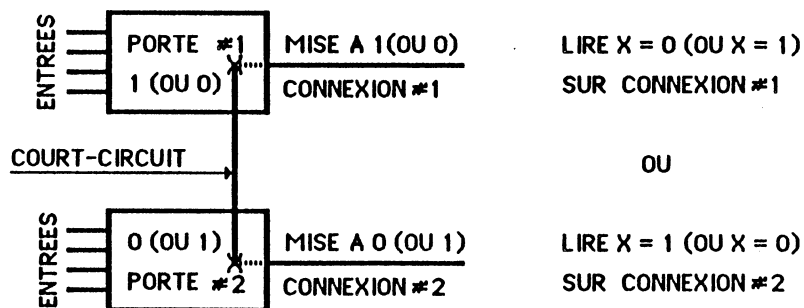 ENTREES
PORTE #1
1 (OU 0)
MISE A 1(OU 0)
CONNEXION #1
LIRE X = 0 (OU X = 1)
SUR CONNEXION #1
COURT-CIRCUIT
OU
ENTREES
0 (OU 1)
PORTE #2
MISE A 0 (OU 1)
CONNEXION #2
LIRE X = 1 (OU X = 0)
SUR CONNEXION #2